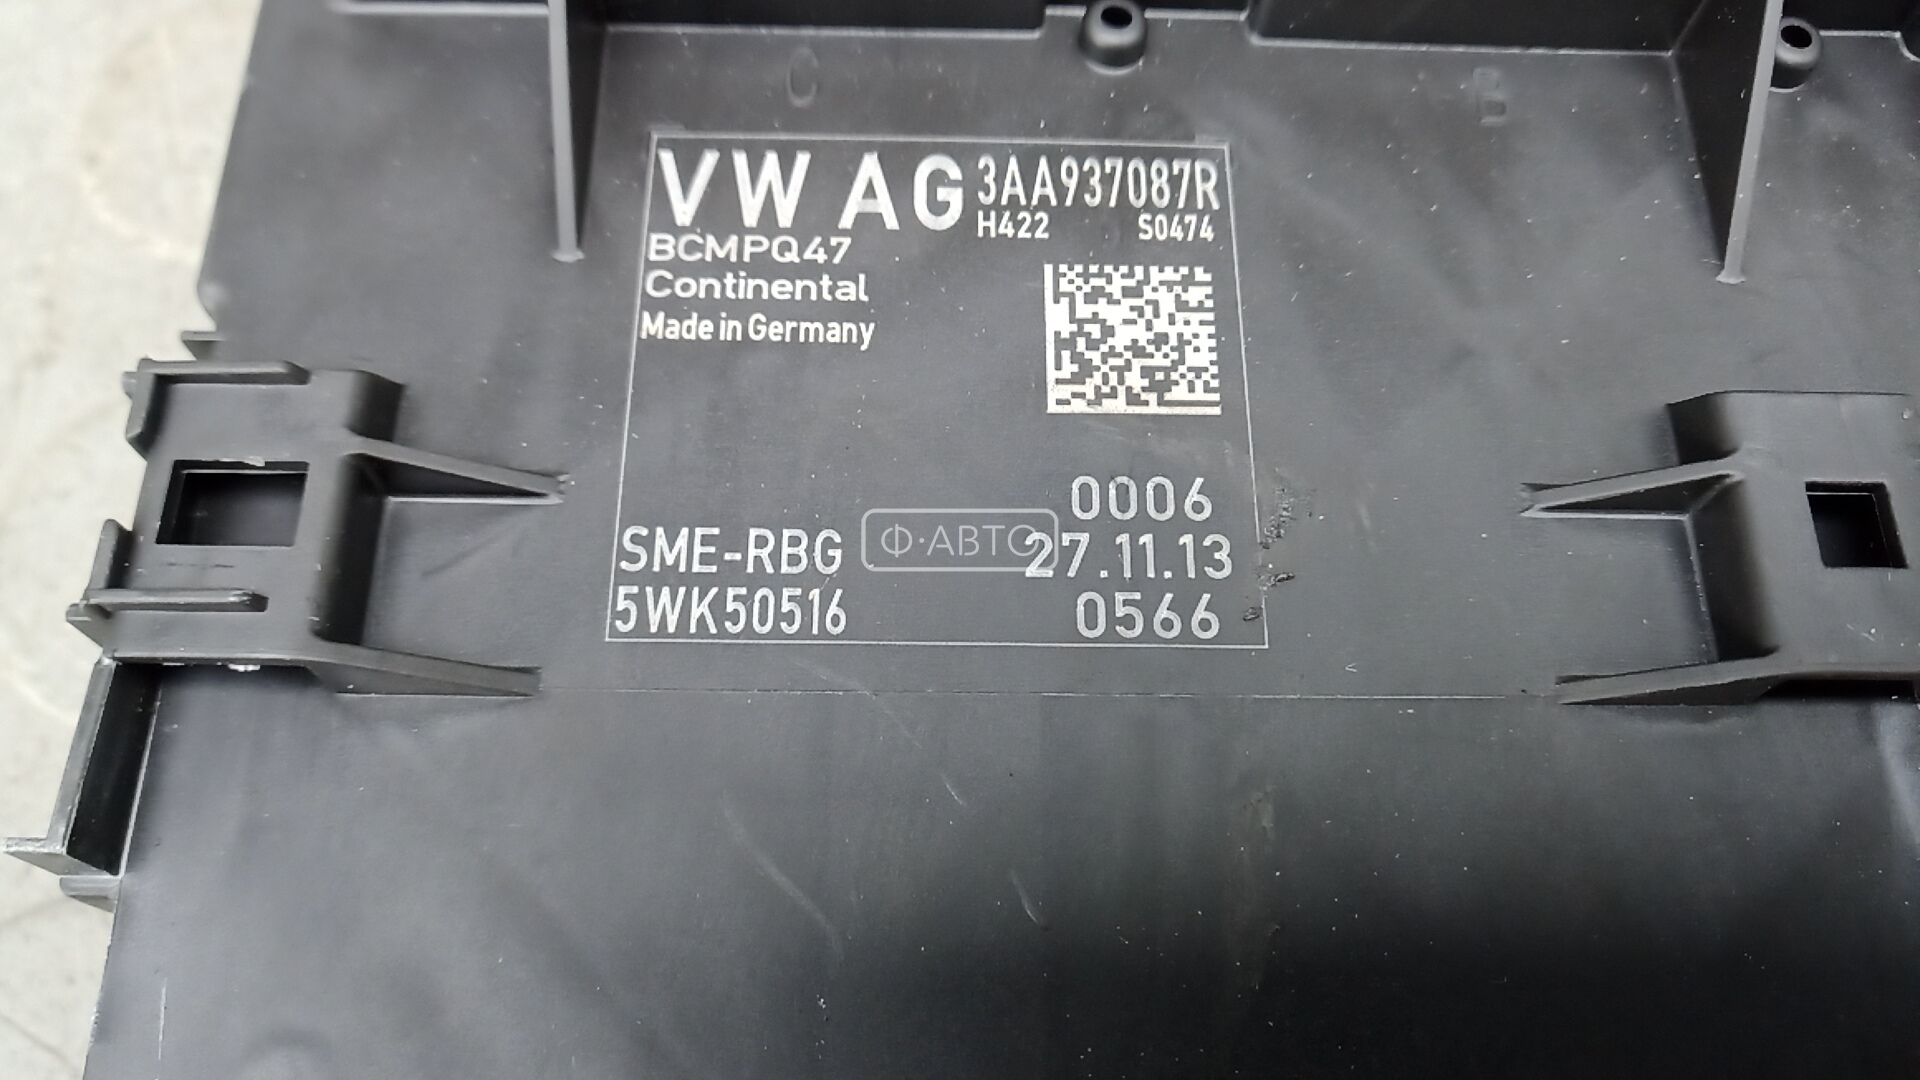 C
B
VW AG 3AA937087R
H422 S0474
BCMPQ47
Continental
Made in Germany
0006
SME-RBG 27.11.13
5WK50516 0566
Ф·АВТО